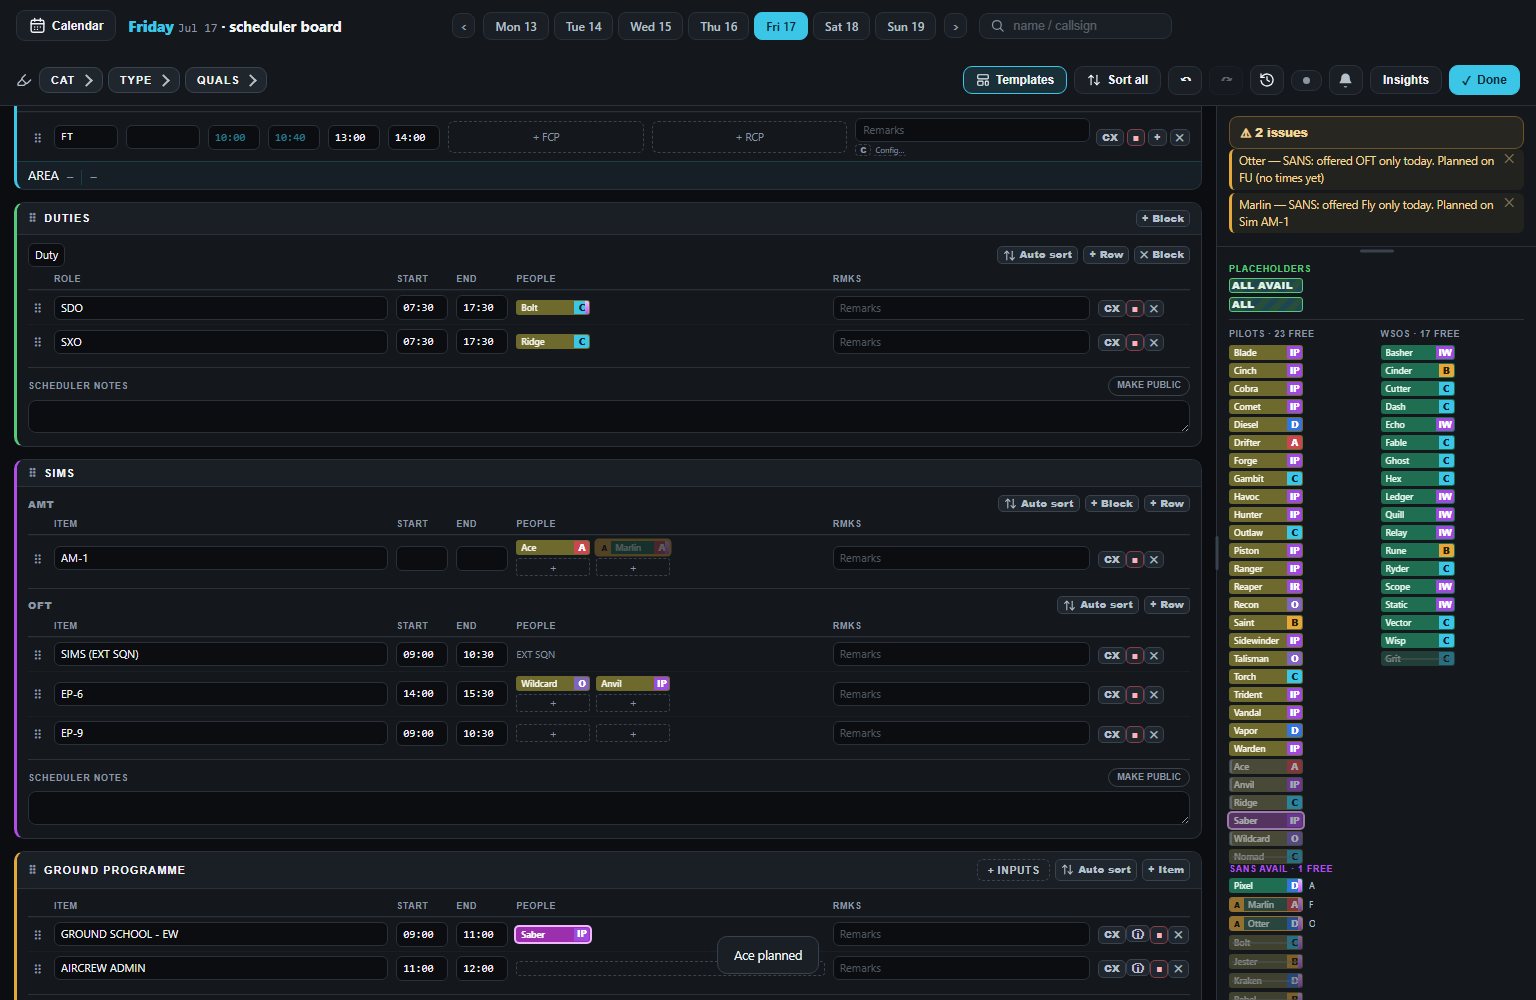 Calendar
Friday Jul 17 · scheduler board
‹ Mon 13 Tue 14 Wed 15 Thu 16 Fri 17 Sat 18 Sun 19 ›
name / callsign
CAT TYPE QUALS
Templates Sort all Insights ✓ Done
FT 10:00 10:40 13:00 14:00 + FCP + RCP Remarks CX + ✕
C Config...
AREA – –
DUTIES + Block
Duty Auto sort + Row ✕ Block
ROLE START END PEOPLE RMKS
SDO 07:30 17:30 Bolt C Remarks CX ✕
SXO 07:30 17:30 Ridge C Remarks CX ✕
SCHEDULER NOTES MAKE PUBLIC
SIMS
AMT Auto sort + Block + Row
ITEM START END PEOPLE RMKS
AM-1 Ace A A Marlin A Remarks CX ✕
+ +
OFT Auto sort + Row
ITEM START END PEOPLE RMKS
SIMS (EXT SQN) 09:00 10:30 EXT SQN Remarks CX ✕
EP-6 14:00 15:30 Wildcard O Anvil IP Remarks CX ✕
+ +
EP-9 09:00 10:30 + + Remarks CX ✕
SCHEDULER NOTES MAKE PUBLIC
GROUND PROGRAMME + INPUTS Auto sort + Item
ITEM START END PEOPLE RMKS
GROUND SCHOOL - EW 09:00 11:00 Saber IP Remarks CX ✕
AIRCREW ADMIN 11:00 12:00 Remarks CX ✕
Ace planned
⚠ 2 issues
Otter — SANS: offered OFT only today. Planned on
FU (no times yet)
Marlin — SANS: offered Fly only today. Planned on
Sim AM-1
PLACEHOLDERS
ALL AVAIL
ALL
PILOTS · 23 FREE
Blade IP
Cinch IP
Cobra IP
Comet IP
Diesel D
Drifter A
Forge IP
Gambit C
Havoc IP
Hunter IP
Outlaw C
Piston IP
Ranger IP
Reaper IR
Recon O
Saint B
Sidewinder IP
Talisman O
Torch C
Trident IP
Vandal IP
Vapor D
Warden IP
Ace A
Anvil IP
Ridge C
Saber IP
Wildcard O
Nomad C
WSOS · 17 FREE
Basher IW
Cinder B
Cutter C
Dash C
Echo IW
Fable C
Ghost C
Hex C
Ledger IW
Quill IW
Relay IW
Rune B
Ryder C
Scope IW
Static IW
Vector C
Wisp C
Grit C
SANS AVAIL · 1 FREE
Pixel D A
A Marlin A F
A Otter D O
Bolt C
Jester B
Kraken D